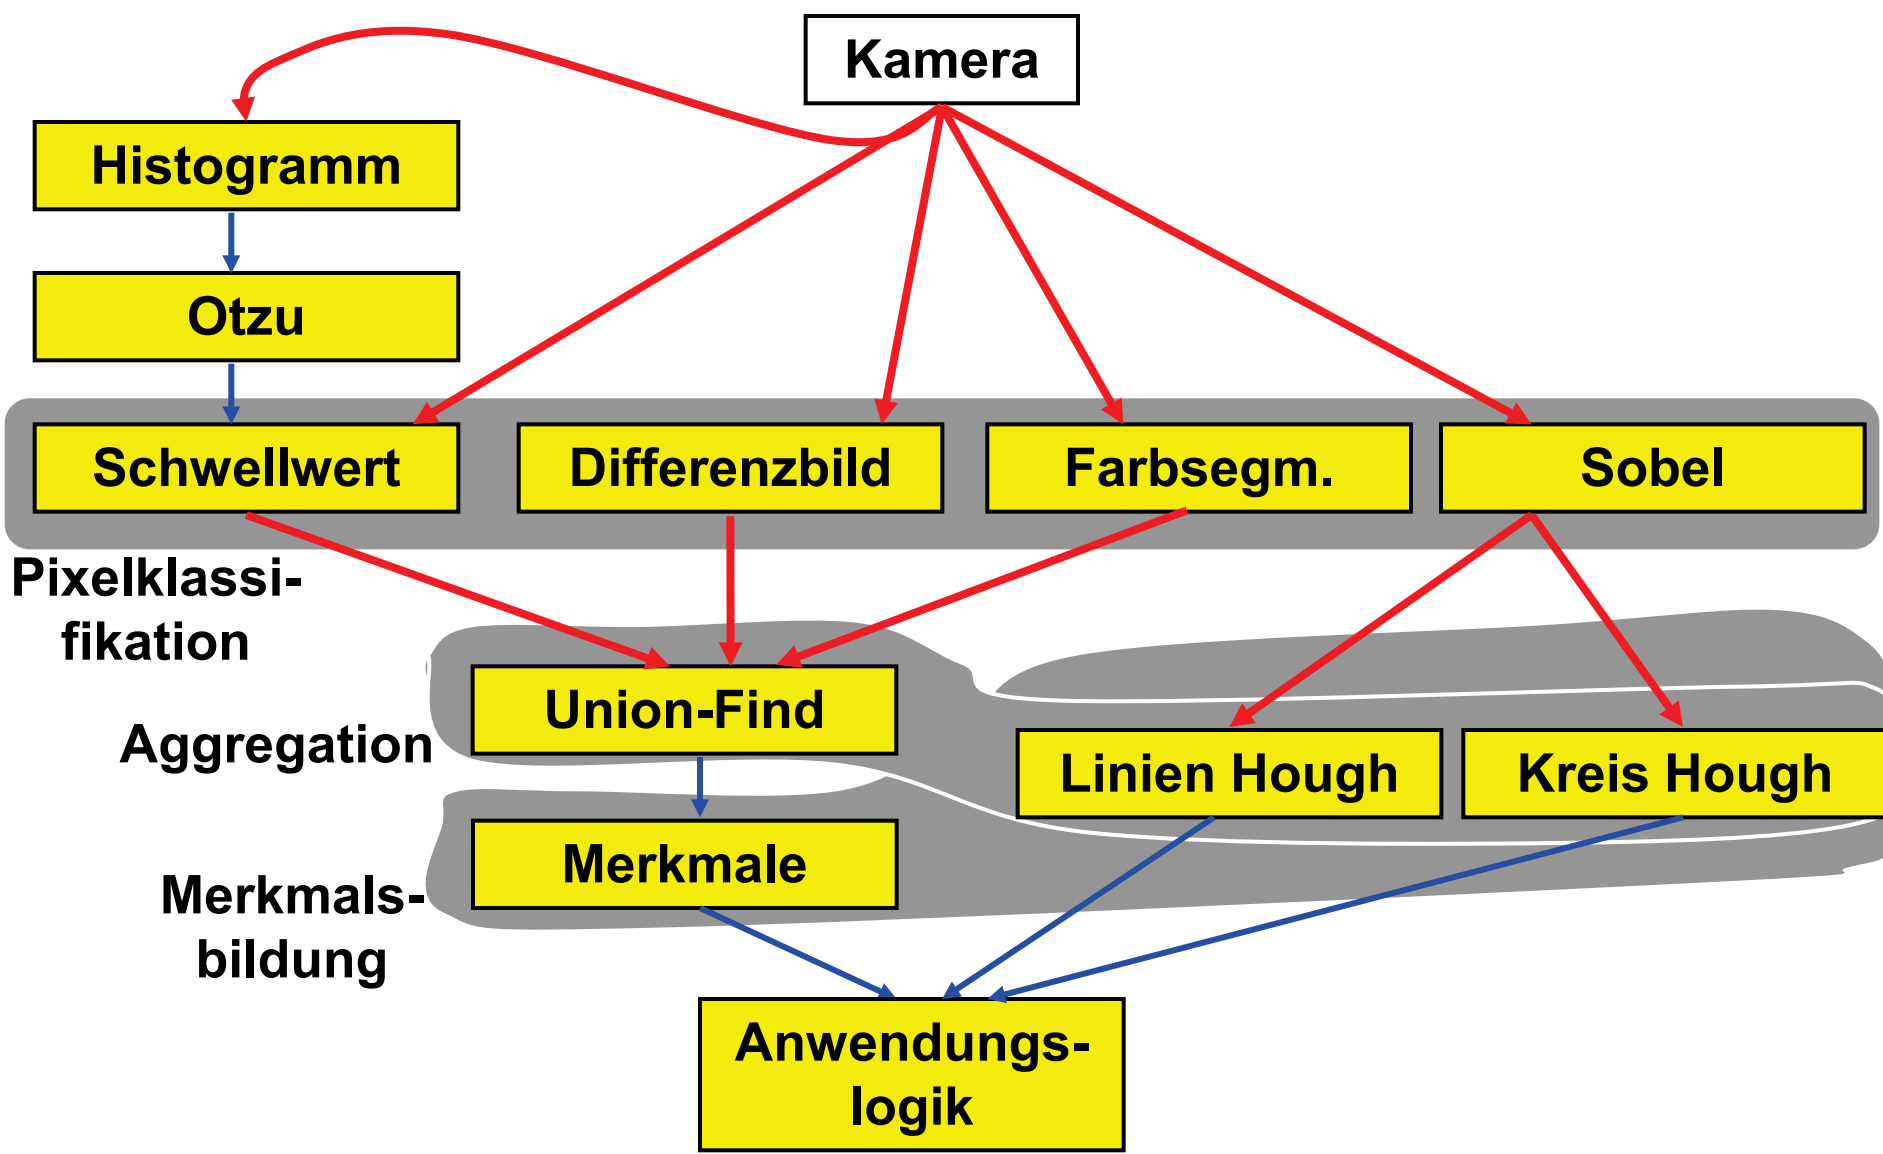 Kamera
Histogramm
Otzu
Schwellwert
Differenzbild
Farbsegm.
Sobel
Pixelklassi-
fikation
Union-Find
Aggregation
Linien Hough
Kreis Hough
Merkmale
Merkmals-
bildung
Anwendungs-
logik